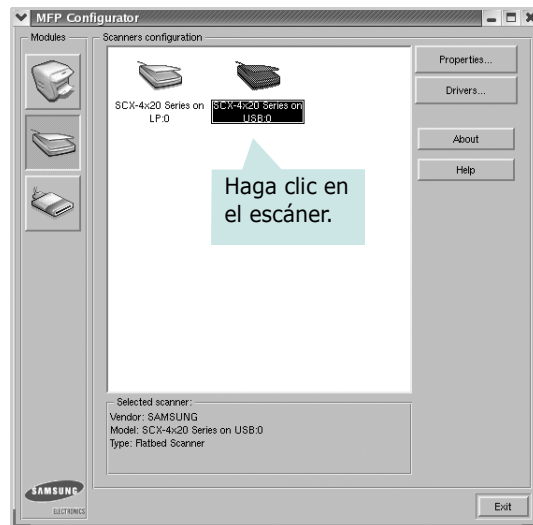 MFP Configurator
Modules
Scanners configuration
SCX-4x20 Series on
LP:0
SCX-4x20 Series on
USB:0
Haga clic en
el escáner.
Properties...
Drivers...
About
Help
Selected scanner:
Vendor: SAMSUNG
Model: SCX-4x20 Series on USB:0
Type: Flatbed Scanner
SAMSUNG
ELECTRONICS
Exit